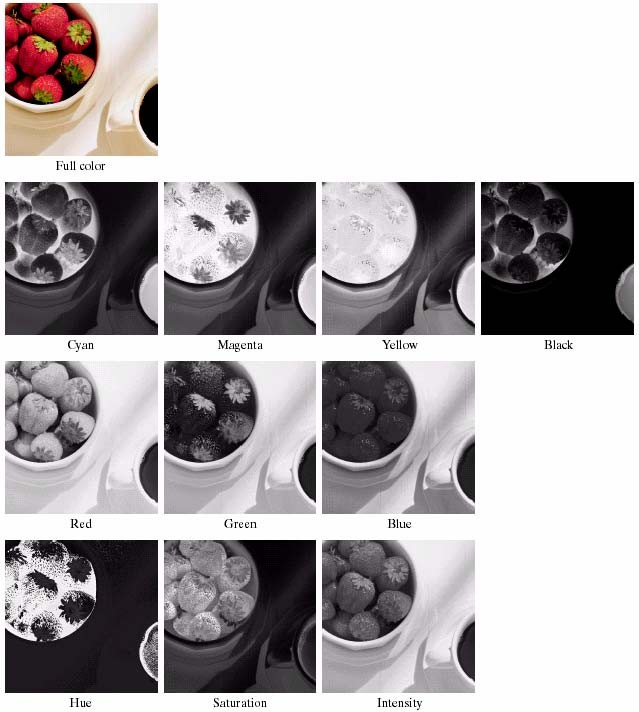 Full color
Cyan Magenta Yellow Black
Red Green Blue
Hue Saturation Intensity